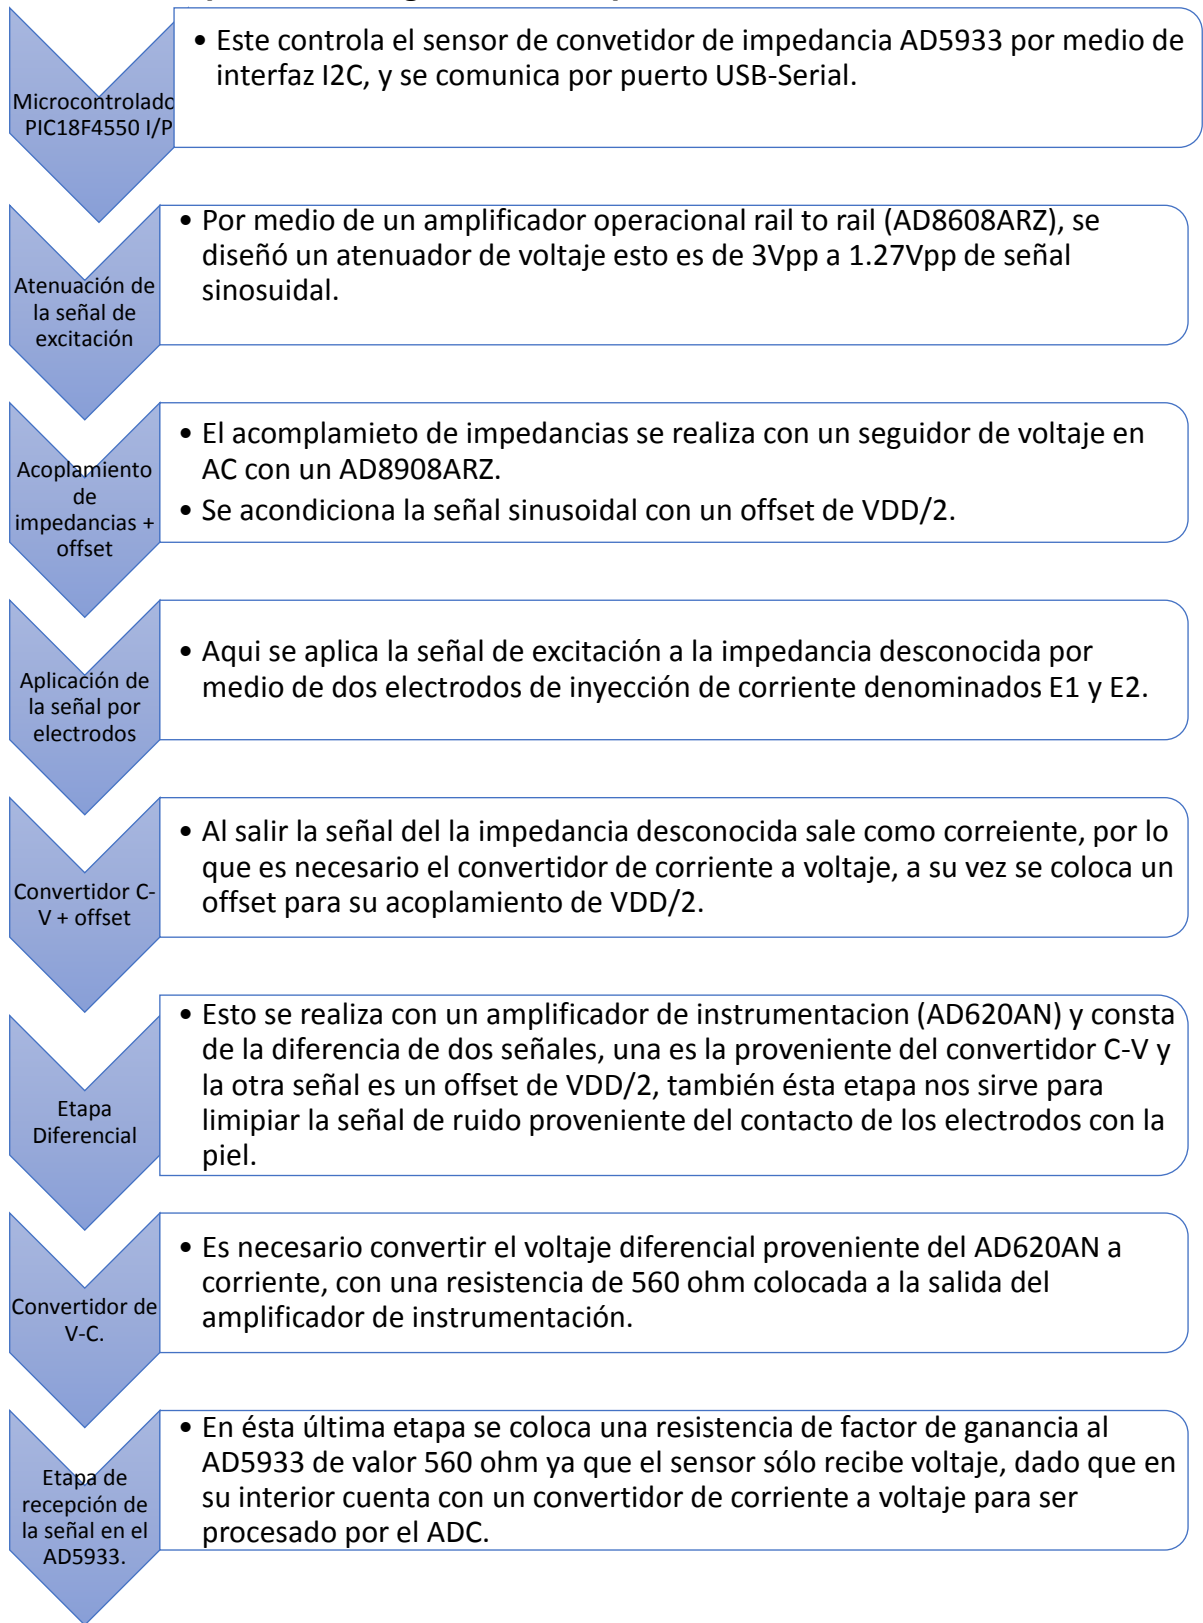 Microcontrolado
PIC18F4550 I/P
• Este controla el sensor de convetidor de impedancia AD5933 por medio de
interfaz I2C, y se comunica por puerto USB-Serial.
Atenuación de
la señal de
excitación
• Por medio de un amplificador operacional rail to rail (AD8608ARZ), se
diseñó un atenuador de voltaje esto es de 3Vpp a 1.27Vpp de señal
sinosuidal.
Acoplamiento
de
impedancias +
offset
• El acomplamieto de impedancias se realiza con un seguidor de voltaje en
AC con un AD8908ARZ.
• Se acondiciona la señal sinusoidal con un offset de VDD/2.
Aplicación de
la señal por
electrodos
• Aqui se aplica la señal de excitación a la impedancia desconocida por
medio de dos electrodos de inyección de corriente denominados E1 y E2.
Convertidor C-
V + offset
• Al salir la señal del la impedancia desconocida sale como correiente, por lo
que es necesario el convertidor de corriente a voltaje, a su vez se coloca un
offset para su acoplamiento de VDD/2.
Etapa
Diferencial
• Esto se realiza con un amplificador de instrumentacion (AD620AN) y consta
de la diferencia de dos señales, una es la proveniente del convertidor C-V y
la otra señal es un offset de VDD/2, también ésta etapa nos sirve para
limipiar la señal de ruido proveniente del contacto de los electrodos con la
piel.
Convertidor de
V-C.
• Es necesario convertir el voltaje diferencial proveniente del AD620AN a
corriente, con una resistencia de 560 ohm colocada a la salida del
amplificador de instrumentación.
Etapa de
recepción de
la señal en el
AD5933.
• En ésta última etapa se coloca una resistencia de factor de ganancia al
AD5933 de valor 560 ohm ya que el sensor sólo recibe voltaje, dado que en
su interior cuenta con un convertidor de corriente a voltaje para ser
procesado por el ADC.